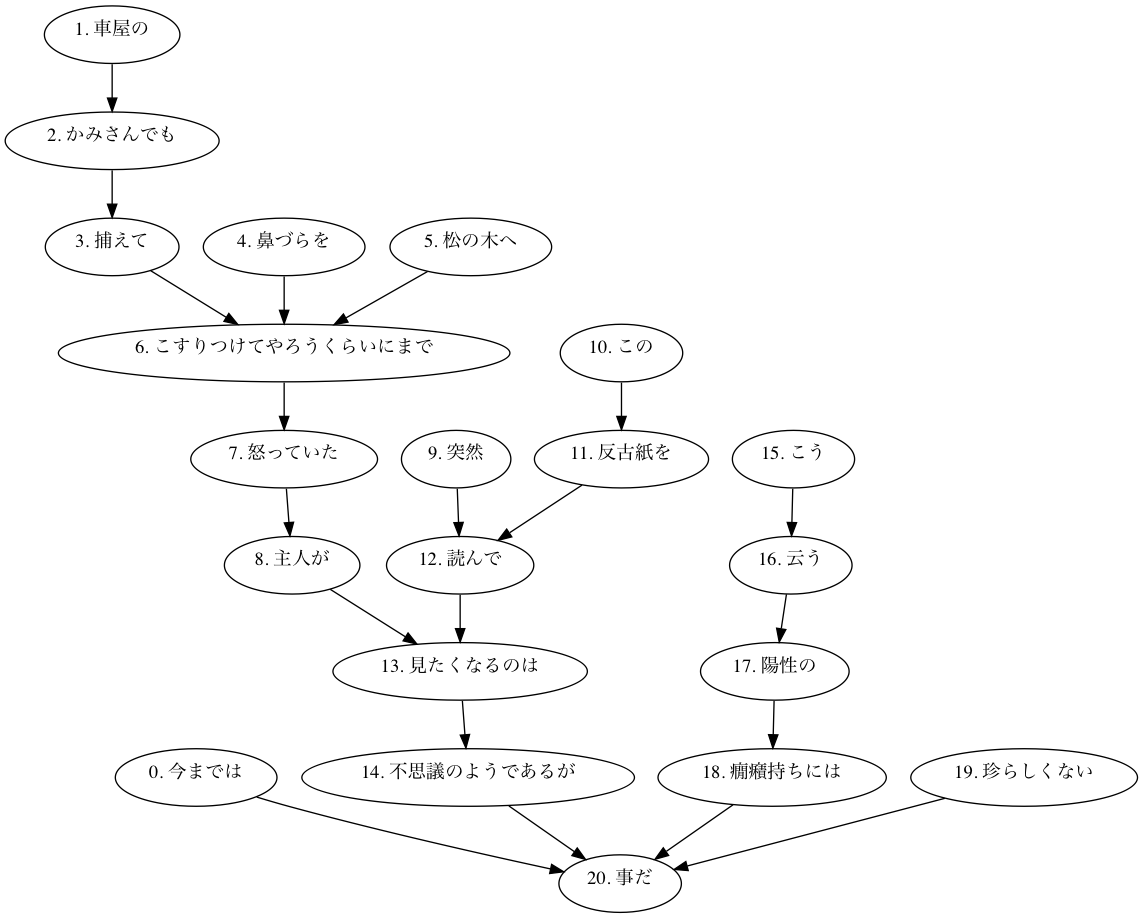 1. 車屋の
2. かみさんでも
3. 捕えて
4. 鼻づらを
5. 松の木へ
6. こすりつけてやろうくらいにまで
10. この
7. 怒っていた
9. 突然
11. 反古紙を
15. こう
8. 主人が
12. 読んで
16. 云う
13. 見たくなるのは
17. 陽性の
0. 今までは
14. 不思議のようであるが
18. 癇癪持ちには
19. 珍らしくない
20. 事だ